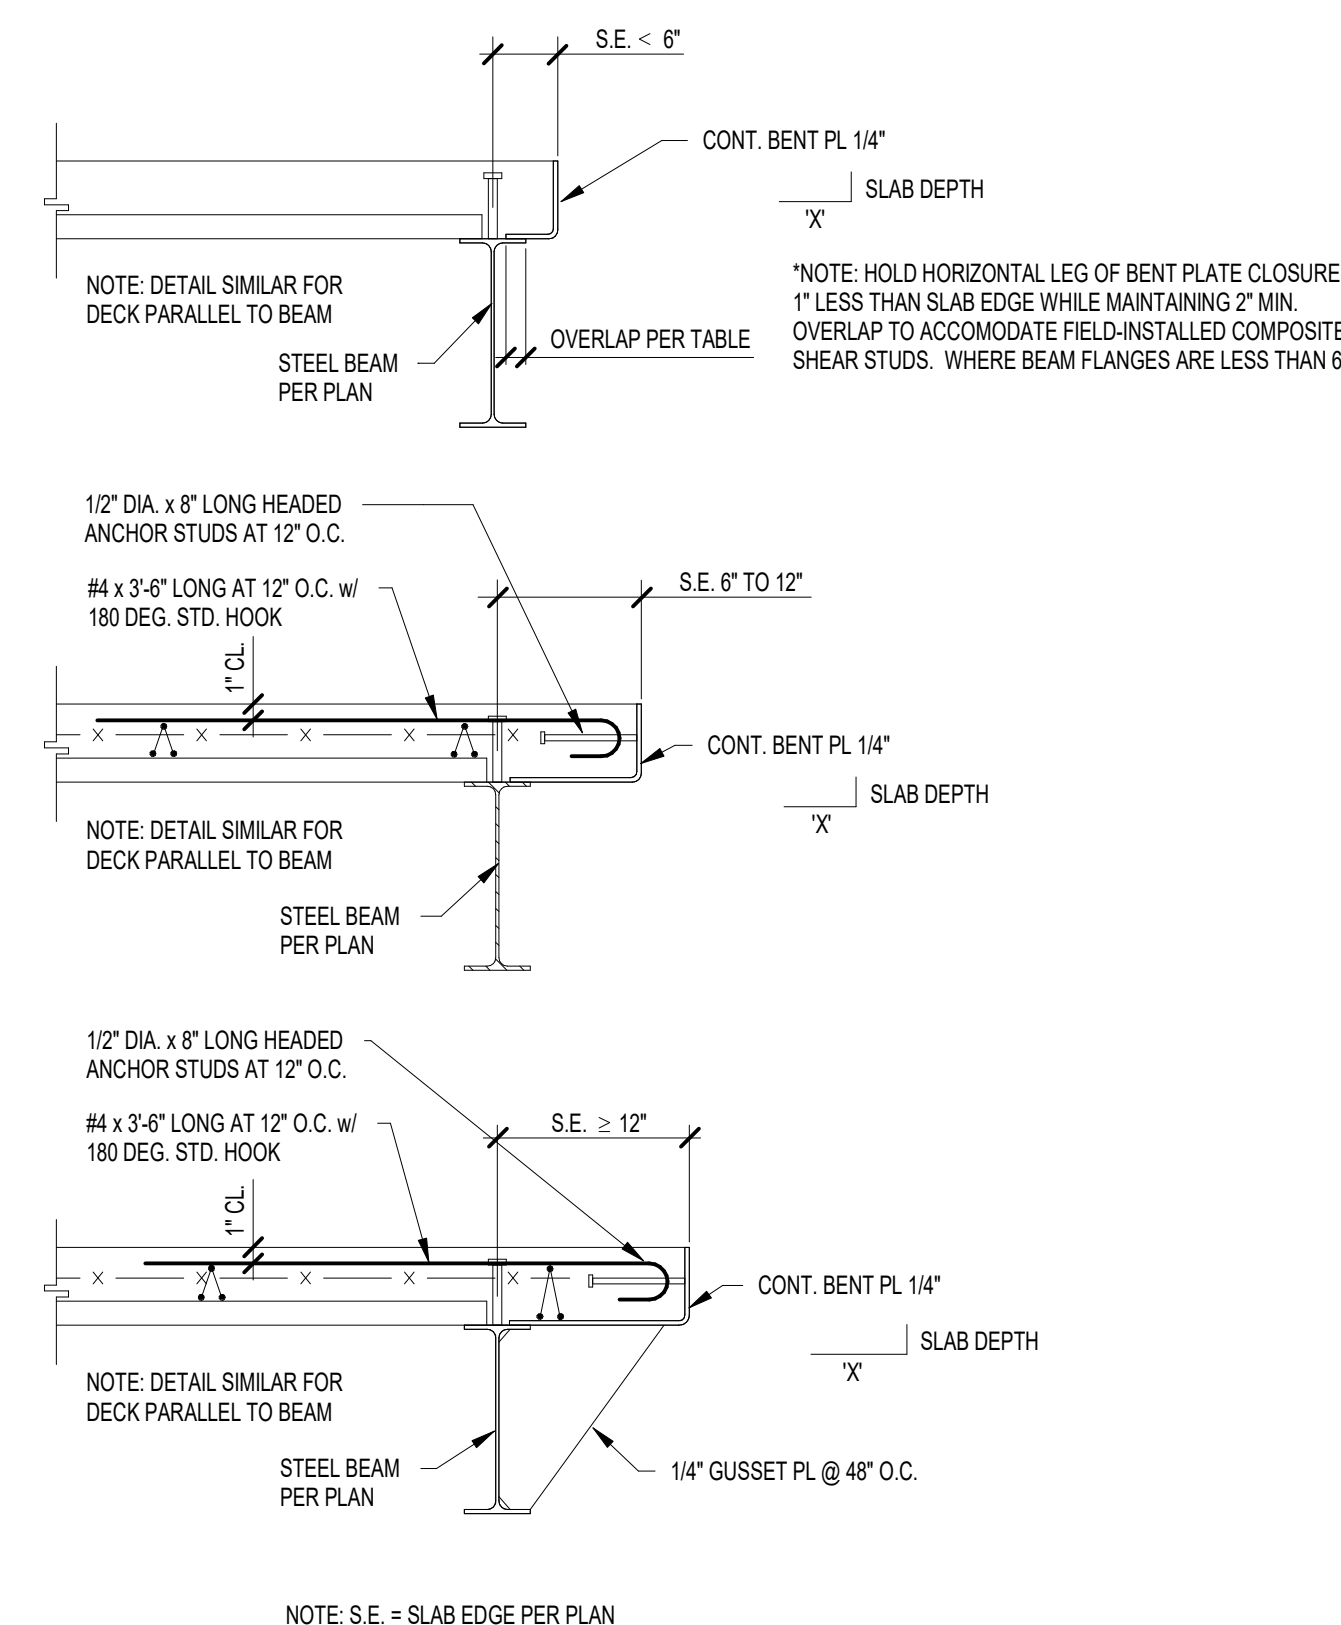 S.E. < 6"
CONT. BENT PL 1/4"
SLAB DEPTH
'X'
*NOTE: HOLD HORIZONTAL LEG OF BENT PLATE CLOSURE
1" LESS THAN SLAB EDGE WHILE MAINTAINING 2" MIN.
OVERLAP TO ACCOMODATE FIELD-INSTALLED COMPOSITE
SHEAR STUDS.  WHERE BEAM FLANGES ARE LESS THAN 6
NOTE: DETAIL SIMILAR FOR
DECK PARALLEL TO BEAM
OVERLAP PER TABLE
STEEL BEAM
PER PLAN
1/2" DIA. x 8" LONG HEADED
ANCHOR STUDS AT 12" O.C.
#4 x 3'-6" LONG AT 12" O.C. w/
180 DEG. STD. HOOK
S.E. 6" TO 12"
1" CL.
X X X X X
CONT. BENT PL 1/4"
SLAB DEPTH
'X'
NOTE: DETAIL SIMILAR FOR
DECK PARALLEL TO BEAM
STEEL BEAM
PER PLAN
1/2" DIA. x 8" LONG HEADED
ANCHOR STUDS AT 12" O.C.
#4 x 3'-6" LONG AT 12" O.C. w/
180 DEG. STD. HOOK
S.E. ≥ 12"
1" CL.
X X X X X
CONT. BENT PL 1/4"
SLAB DEPTH
'X'
NOTE: DETAIL SIMILAR FOR
DECK PARALLEL TO BEAM
STEEL BEAM
PER PLAN
1/4" GUSSET PL @ 48" O.C.
NOTE: S.E. = SLAB EDGE PER PLAN